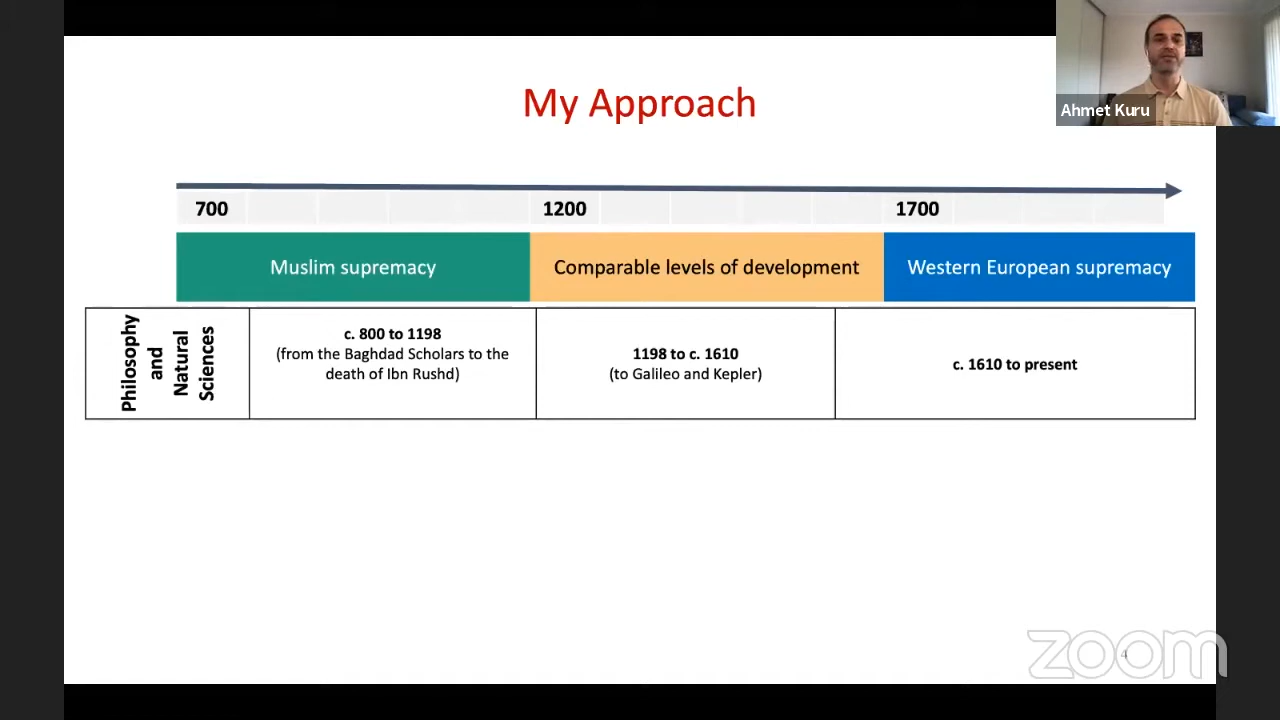 My Approach
Ahmet Kuru
700 1200 1700
Muslim supremacy Comparable levels of development Western European supremacy
Philosophy
and
Natural
Sciences
c. 800 to 1198
(from the Baghdad Scholars to the
death of Ibn Rushd)
1198 to c. 1610
(to Galileo and Kepler)
c. 1610 to present
zoom
4